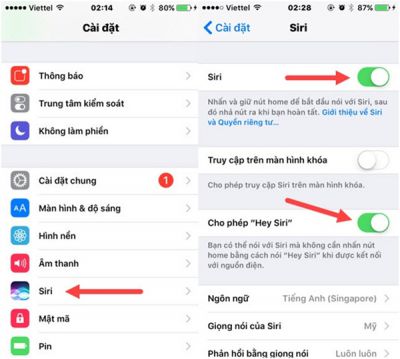 Viettel 02:14 80%
Cài đặt
Thông báo
Trung tâm kiểm soát
Không làm phiền
Cài đặt chung 1
AA Màn hình & độ sáng
Hình nền
Âm thanh
Siri
Mật mã
Pin
Viettel 02:28 87%
Cài đặt Siri
Siri
Nhấn và giữ nút home để bắt đầu nói với Siri, sau
đó nhả nút ra khi bạn hoàn tất. Giới thiệu về Siri
và Quyền riêng tư...
Truy cập trên màn hình khóa
Cho phép truy cập Siri trên màn hình khóa.
Cho phép “Hey Siri”
Bạn có thể nói với Siri mà không cần nhấn nút
home bằng cách nói “Hey Siri” khi được kết nối
với nguồn điện.
Ngôn ngữ Tiếng Anh (Singapore)
Giọng nói của Siri Mỹ
Phản hồi bằng giọng nói Luôn luôn